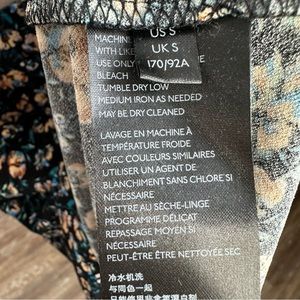 US S
UK S
170/92A
MACHINE
WITH LIKE
USE ONLY
BLEACH
TUMBLE DRY LOW
MEDIUM IRON AS NEEDED
MAY BE DRY CLEANED
LAVAGE EN MACHINE À
TEMPÉRATURE FROIDE
AVEC COULEURS SIMILAIRES
UTILISER UN AGENT DE
BLANCHIMENT SANS CHLORE SI
NÉCESSAIRE
METTRE AU SÈCHE-LINGE
PROGRAMME DÉLICAT
REPASSAGE MOYEN SI
NÉCESSAIRE
PEUT-ÊTRE ÊTRE NETTOYÉE SEC
冷水机洗
与同色一起